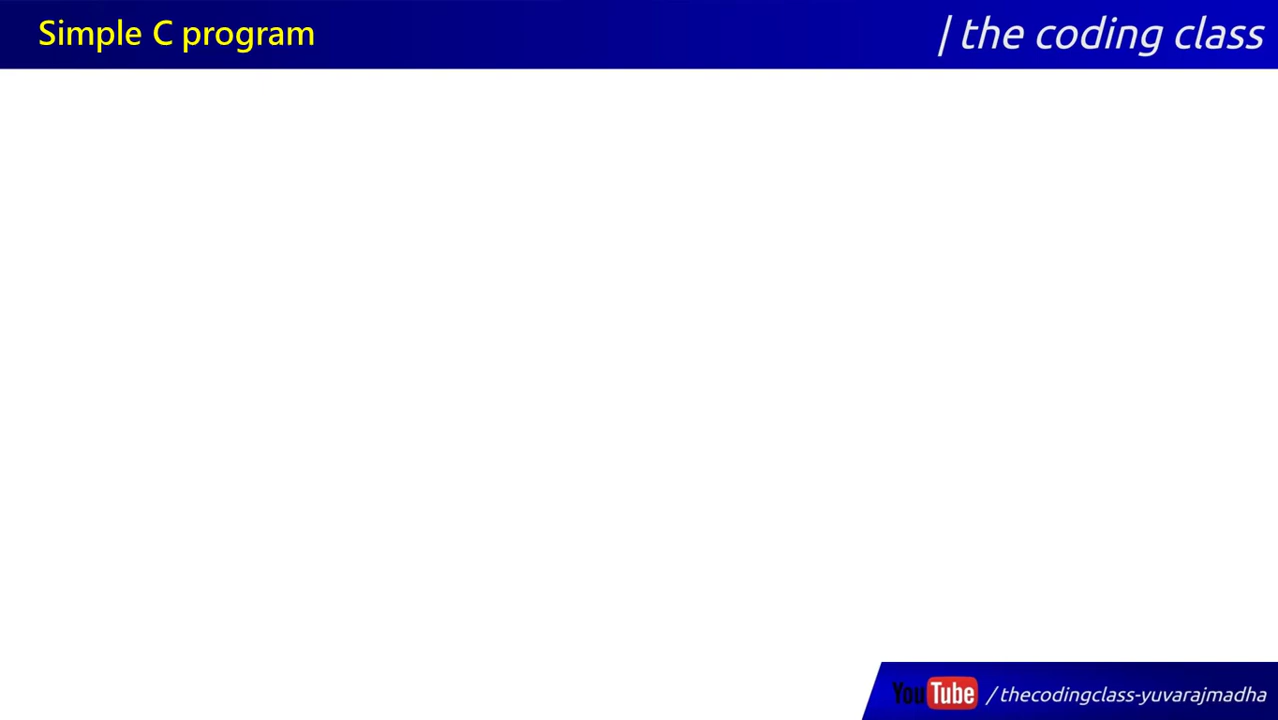 Simple C program
| the coding class
YouTube / thecodingclass-yuvarajmadha